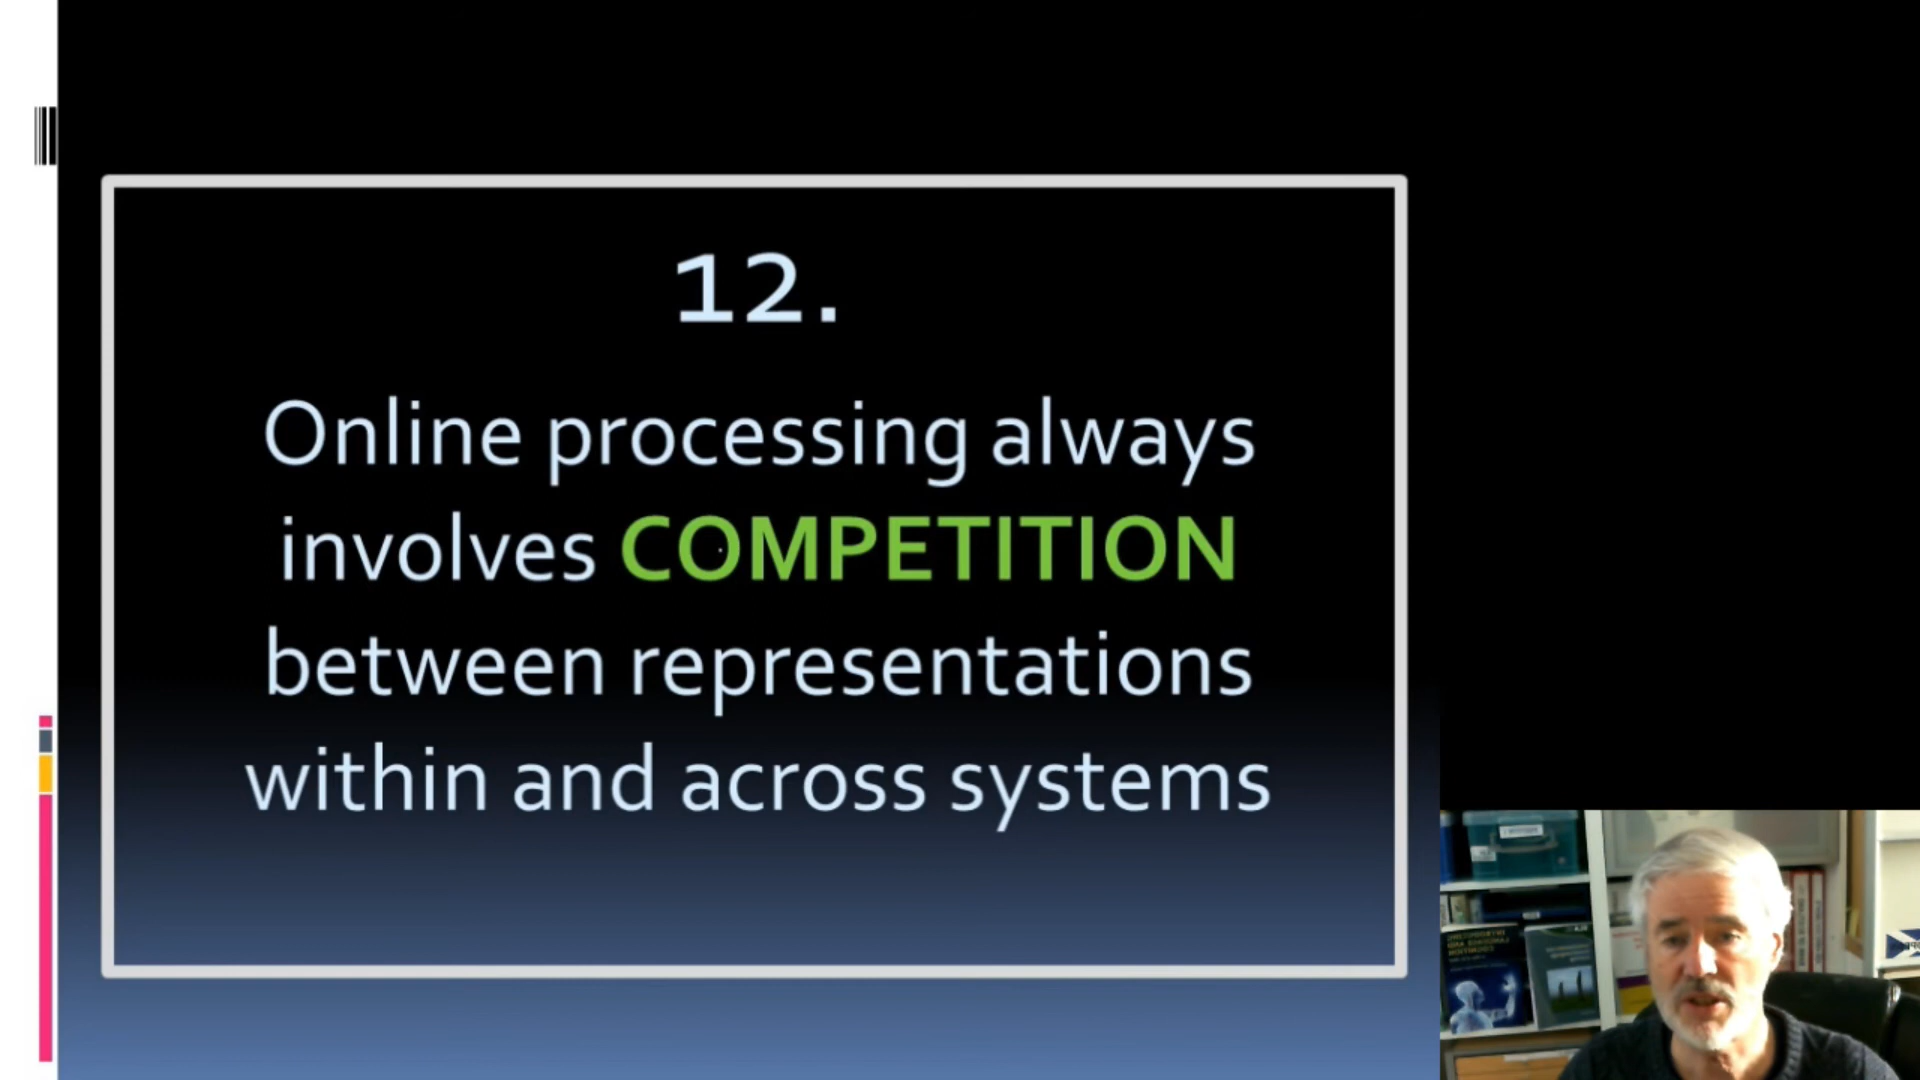 12.
Online processing always
involves COMPETITION
between representations
within and across systems